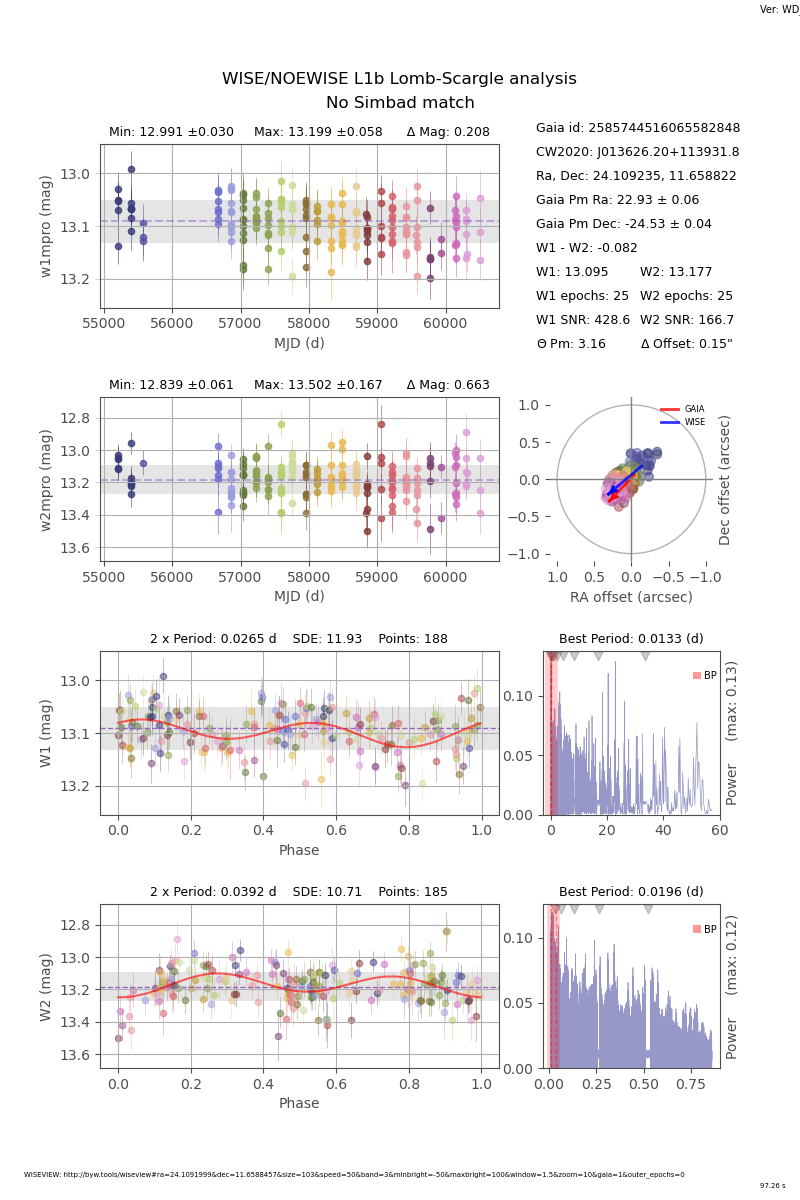 Ver: WD_
WISE/NOEWISE L1b Lomb-Scargle analysis
No Simbad match
Min: 12.991 ±0.030 Max: 13.199 ±0.058 Δ Mag: 0.208
w1mpro (mag)
13.0
13.1
13.2
55000 56000 57000 58000 59000 60000
MJD (d)
Gaia id: 2585744516065582848
CW2020: J013626.20+113931.8
Ra, Dec: 24.109235, 11.658822
Gaia Pm Ra: 22.93 ± 0.06
Gaia Pm Dec: -24.53 ± 0.04
W1 - W2: -0.082
W1: 13.095 W2: 13.177
W1 epochs: 25 W2 epochs: 25
W1 SNR: 428.6 W2 SNR: 166.7
Θ Pm: 3.16 Δ Offset: 0.15"
Min: 12.839 ±0.061 Max: 13.502 ±0.167 Δ Mag: 0.663
w2mpro (mag)
12.8
13.0
13.2
13.4
13.6
55000 56000 57000 58000 59000 60000
MJD (d)
1.0
0.5
0.0
−0.5
−1.0
GAIA
WISE
Dec offset (arcsec)
1.0 0.5 0.0 −0.5 −1.0
RA offset (arcsec)
2 x Period: 0.0265 d SDE: 11.93 Points: 188
W1 (mag)
13.0
13.1
13.2
0.0 0.2 0.4 0.6 0.8 1.0
Phase
Best Period: 0.0133 (d)
BP
0.10
0.05
0.00
0 20 40 60
Power (max: 0.13)
2 x Period: 0.0392 d SDE: 10.71 Points: 185
W2 (mag)
12.8
13.0
13.2
13.4
13.6
0.0 0.2 0.4 0.6 0.8 1.0
Phase
Best Period: 0.0196 (d)
BP
0.10
0.05
0.00
0.00 0.25 0.50 0.75
Power (max: 0.12)
WISEVIEW: http://byw.tools/wiseview#ra=24.1091999&dec=11.6588457&size=103&speed=50&band=3&minbright=-50&maxbright=100&window=1.5&zoom=10&gaia=1&outer_epochs=0
97.26 s